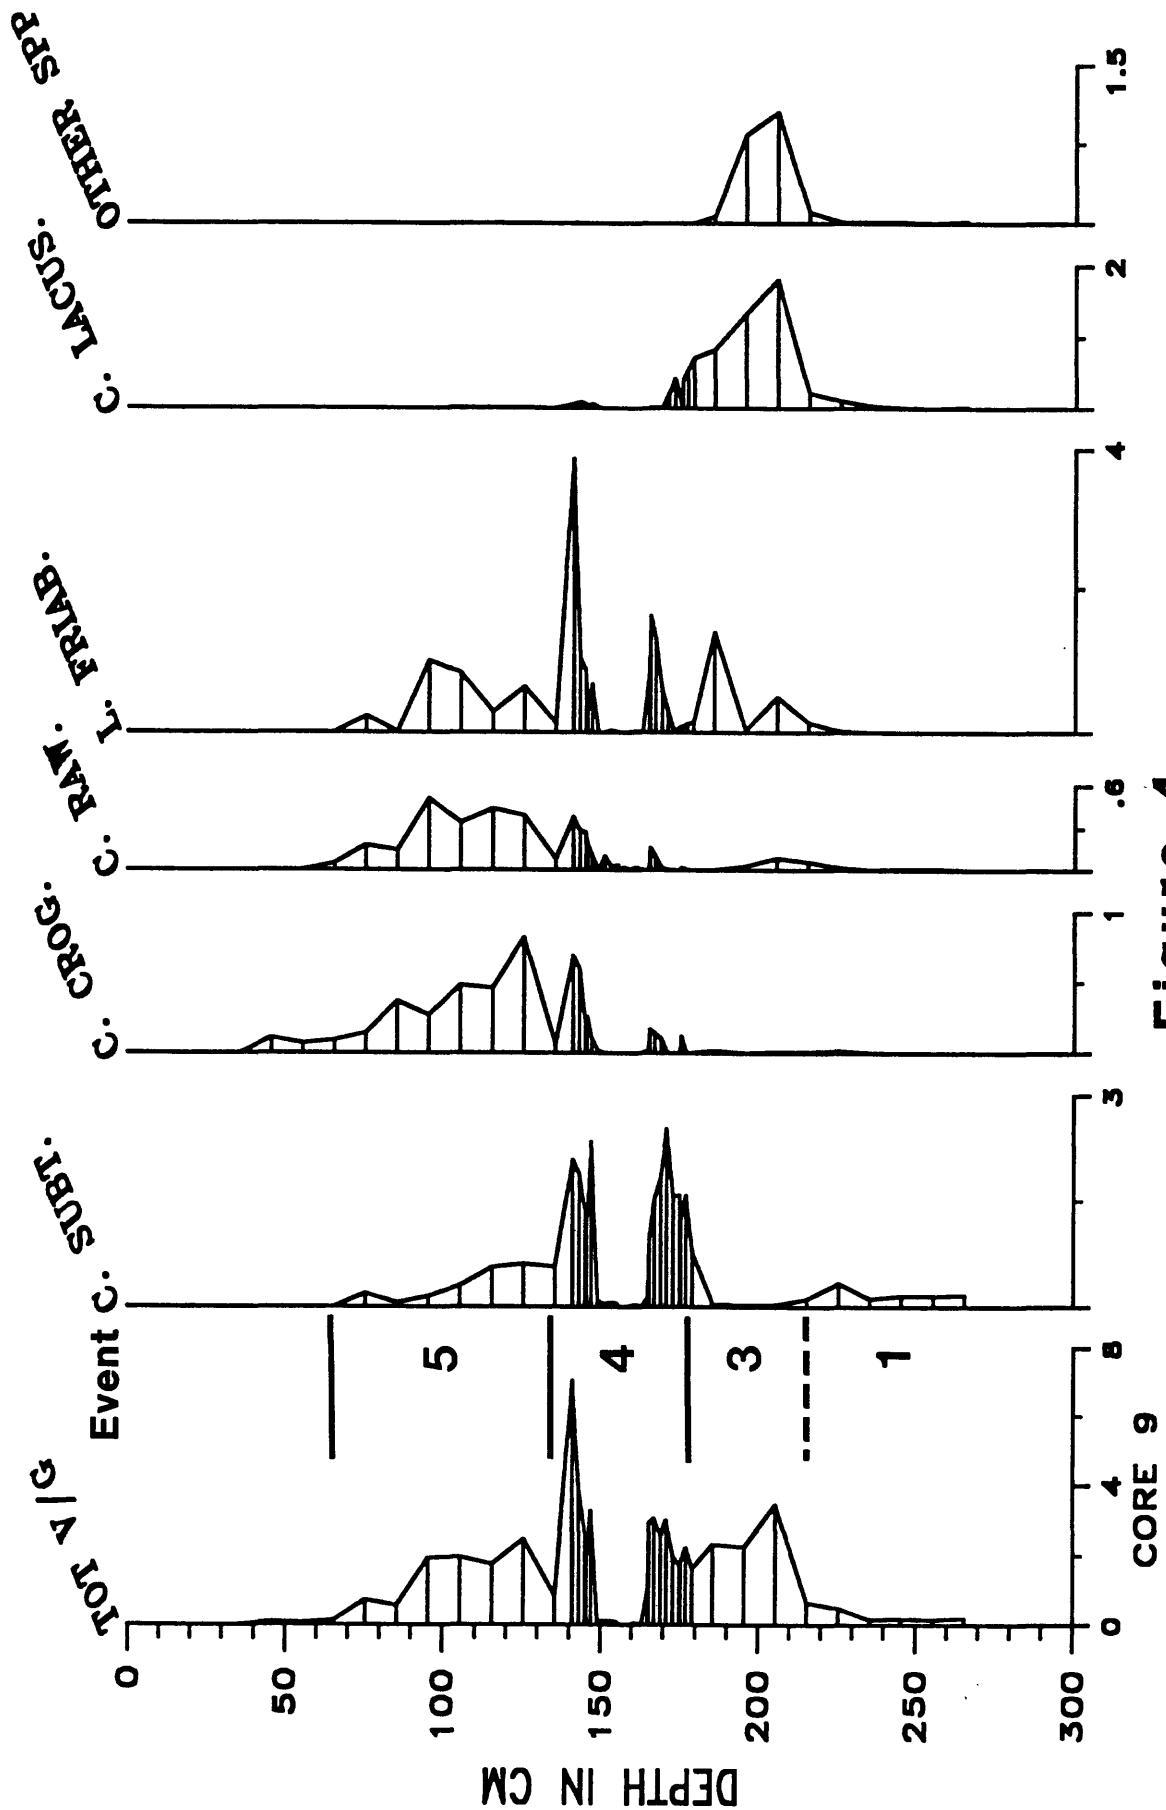 TOT V/G
Event
C. SUBT.
C. CROG.
C. RAW.
L. FRIAB.
C. LACUS.
OTHER SPP
DEPTH IN CM
0
50
100
150
200
250
300
5
4
3
1
0 4 8
3
1
.6
4
2
1.5
CORE 9